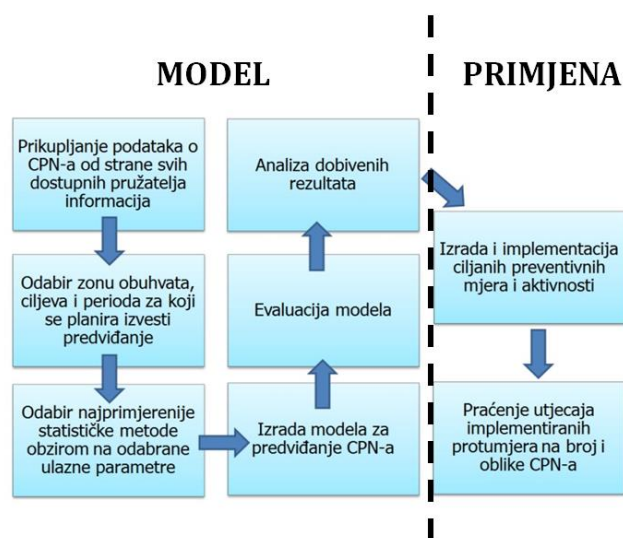 MODEL
PRIMJENA
Prikupljanje podataka o
CPN-a od strane svih
dostupnih pružatelja
informacija
Odabir zonu obuhvata,
ciljeva i perioda za koji
se planira izvesti
predviđanje
Odabir najprimjerenije
statističke metode
obzirom na odabrane
ulazne parametre
Izrada modela za
predviđanje CPN-a
Evaluacija modela
Analiza dobivenih
rezultata
Izrada i implementacija
ciljanih preventivnih
mjera i aktivnosti
Praćenje utjecaja
implementiranih
protumjera na broj i
oblike CPN-a